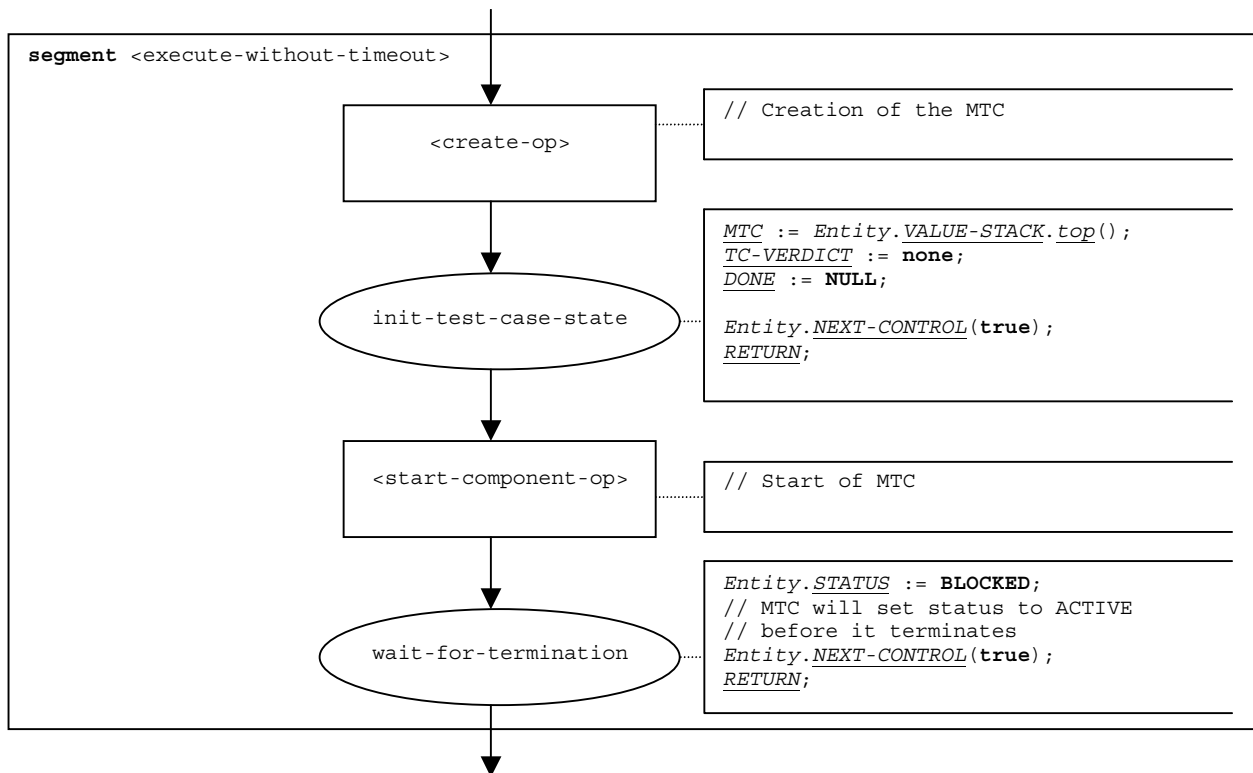 segment <execute-without-timeout>
<create-op>
// Creation of the MTC
init-test-case-state
MTC := Entity.VALUE-STACK.top();
TC-VERDICT := none;
DONE := NULL;
Entity.NEXT-CONTROL(true);
RETURN;
<start-component-op>
// Start of MTC
wait-for-termination
Entity.STATUS := BLOCKED;
// MTC will set status to ACTIVE
// before it terminates
Entity.NEXT-CONTROL(true);
RETURN;